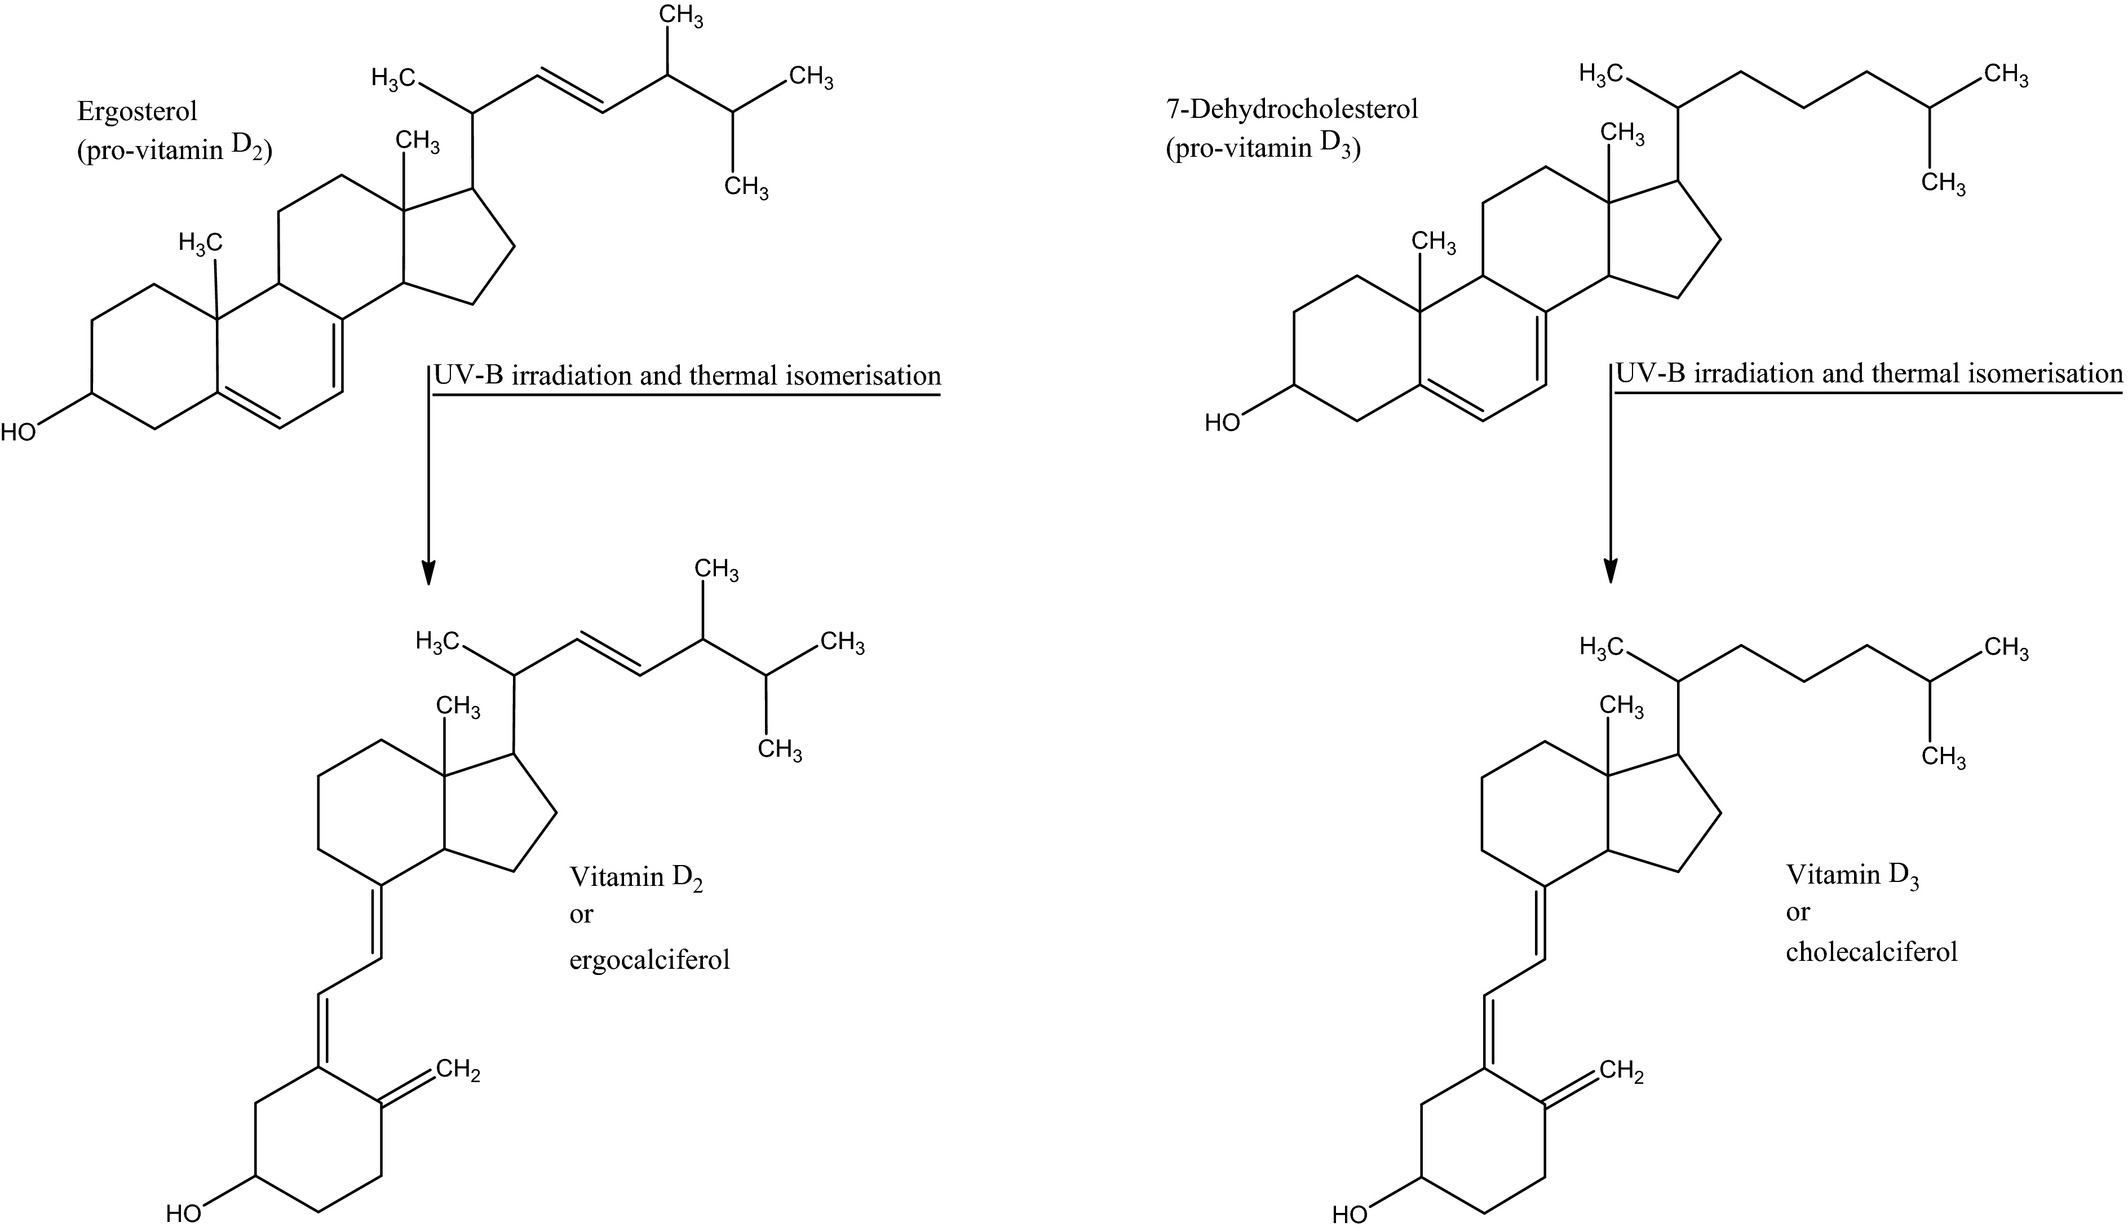 CH3
H3C
CH3
Ergosterol
(pro-vitamin D2)
CH3
CH3
H3C
HO
UV-B irradiation and thermal isomerisation
CH3
H3C
CH3
CH3
CH3
Vitamin D2
or
ergocalciferol
CH2
HO
H3C
CH3
7-Dehydrocholesterol
(pro-vitamin D3)
CH3
CH3
CH3
HO
UV-B irradiation and thermal isomerisation
H3C
CH3
CH3
CH3
Vitamin D3
or
cholecalciferol
CH2
HO